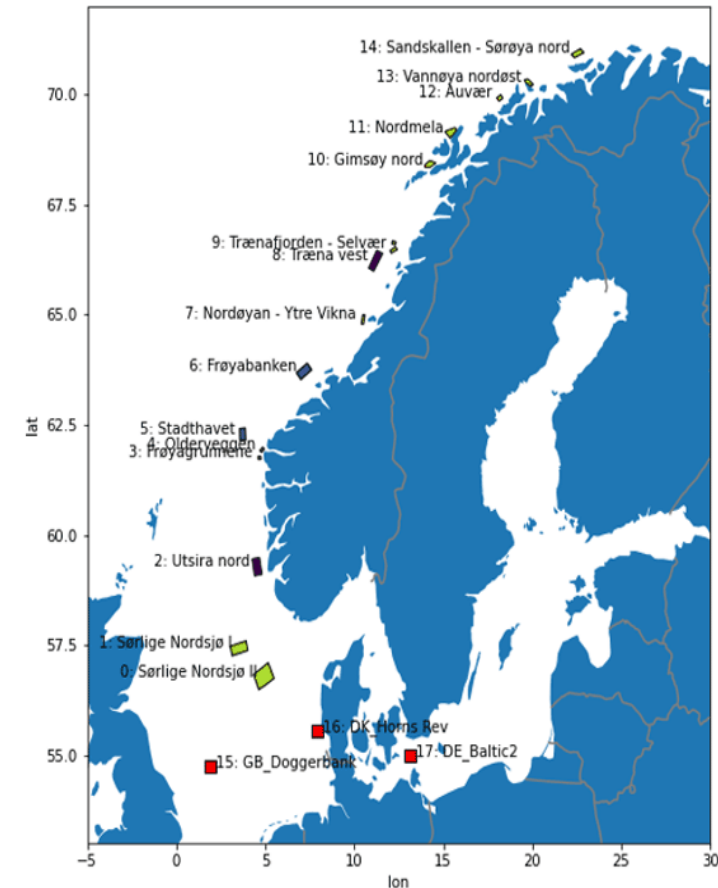 14: Sandskallen - Sørøya nord
13: Vannøya nordøst
12: Auvær
11: Nordmela
10: Gimsøy nord
9: Trænafjorden - Selvær
8: Træna vest
7: Nordøyan - Ytre Vikna
6: Frøyabanken
5: Stadthavet
4: Olderveggen
3: Frøyagrunnene
2: Utsira nord
1: Sørlige Nordsjø I
0: Sørlige Nordsjø II
16: DK_Horns Rev
17: DE_Baltic2
15: GB_Doggerbank
70.0
67.5
65.0
62.5
60.0
57.5
55.0
lat
-5 0 5 10 15 20 25 30
lon